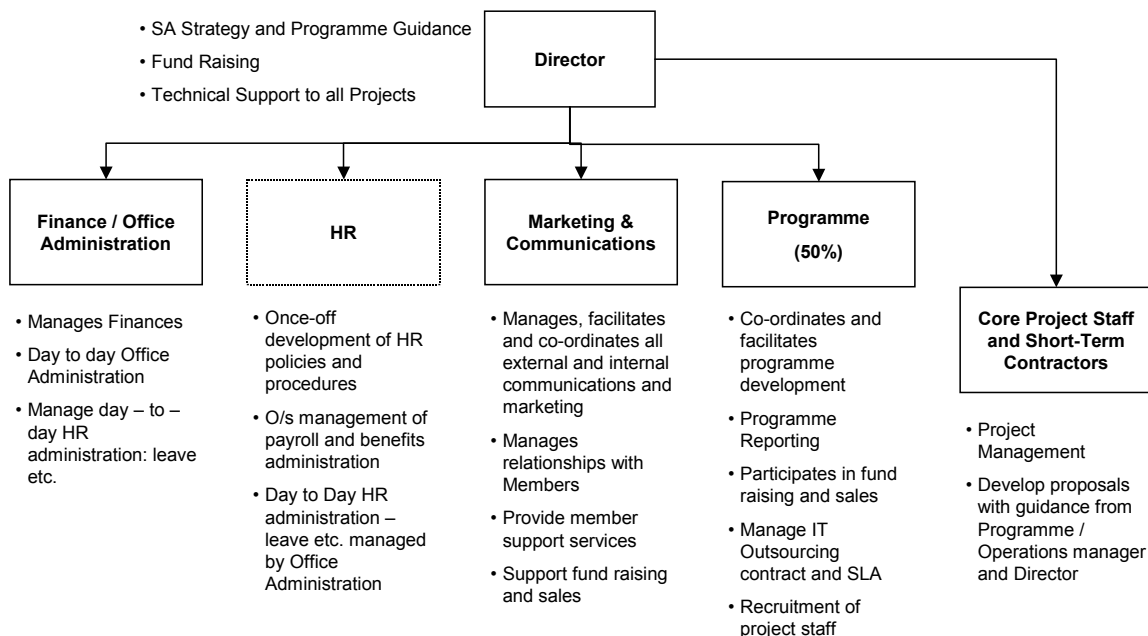 • SA Strategy and Programme Guidance
• Fund Raising
• Technical Support to all Projects
Director
Finance / Office
Administration
HR
Marketing &
Communications
Programme
(50%)
Core Project Staff
and Short-Term
Contractors
• Manages Finances
• Day to day Office
Administration
• Manage day – to –
day HR
administration: leave
etc.
• Once-off
development of HR
policies and
procedures
• O/s management of
payroll and benefits
administration
• Day to Day HR
administration –
leave etc. managed
by Office
Administration
• Manages, facilitates
and co-ordinates all
external and internal
communications and
marketing
• Manages
relationships with
Members
• Provide member
support services
• Support fund raising
and sales
• Co-ordinates and
facilitates
programme
development
• Programme
Reporting
• Participates in fund
raising and sales
• Manage IT
Outsourcing
contract and SLA
• Recruitment of
project staff
• Project
Management
• Develop proposals
with guidance from
Programme /
Operations manager
and Director